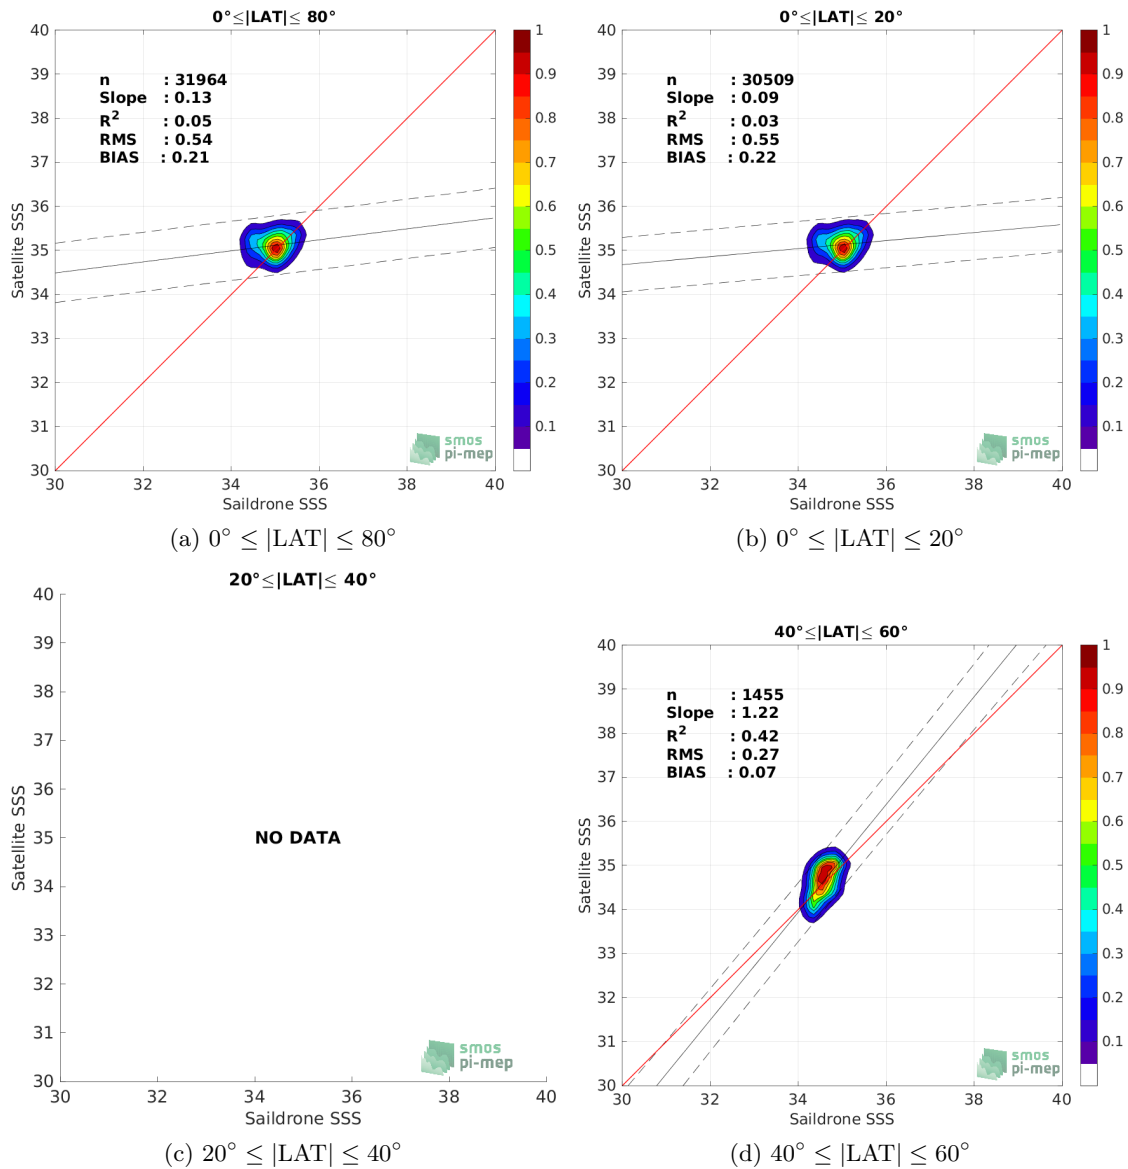 0°≤|LAT|≤ 80°
40
39
38
37
36
35
34
33
32
31
30
Satellite SSS
n : 31964
Slope : 0.13
R² : 0.05
RMS : 0.54
BIAS : 0.21
smos
pi-mep
30 32 34 36 38 40
Saildrone SSS
1
0.9
0.8
0.7
0.6
0.5
0.4
0.3
0.2
0.1
(a) 0° ≤ |LAT| ≤ 80°
0°≤|LAT|≤ 20°
40
39
38
37
36
35
34
33
32
31
30
Satellite SSS
n : 30509
Slope : 0.09
R² : 0.03
RMS : 0.55
BIAS : 0.22
smos
pi-mep
30 32 34 36 38 40
Saildrone SSS
1
0.9
0.8
0.7
0.6
0.5
0.4
0.3
0.2
0.1
(b) 0° ≤ |LAT| ≤ 20°
20°≤|LAT|≤ 40°
40
39
38
37
36
35
34
33
32
31
30
Satellite SSS
NO DATA
smos
pi-mep
30 32 34 36 38 40
Saildrone SSS
(c) 20° ≤ |LAT| ≤ 40°
40°≤|LAT|≤ 60°
40
39
38
37
36
35
34
33
32
31
30
Satellite SSS
n : 1455
Slope : 1.22
R² : 0.42
RMS : 0.27
BIAS : 0.07
smos
pi-mep
30 32 34 36 38 40
Saildrone SSS
1
0.9
0.8
0.7
0.6
0.5
0.4
0.3
0.2
0.1
(d) 40° ≤ |LAT| ≤ 60°